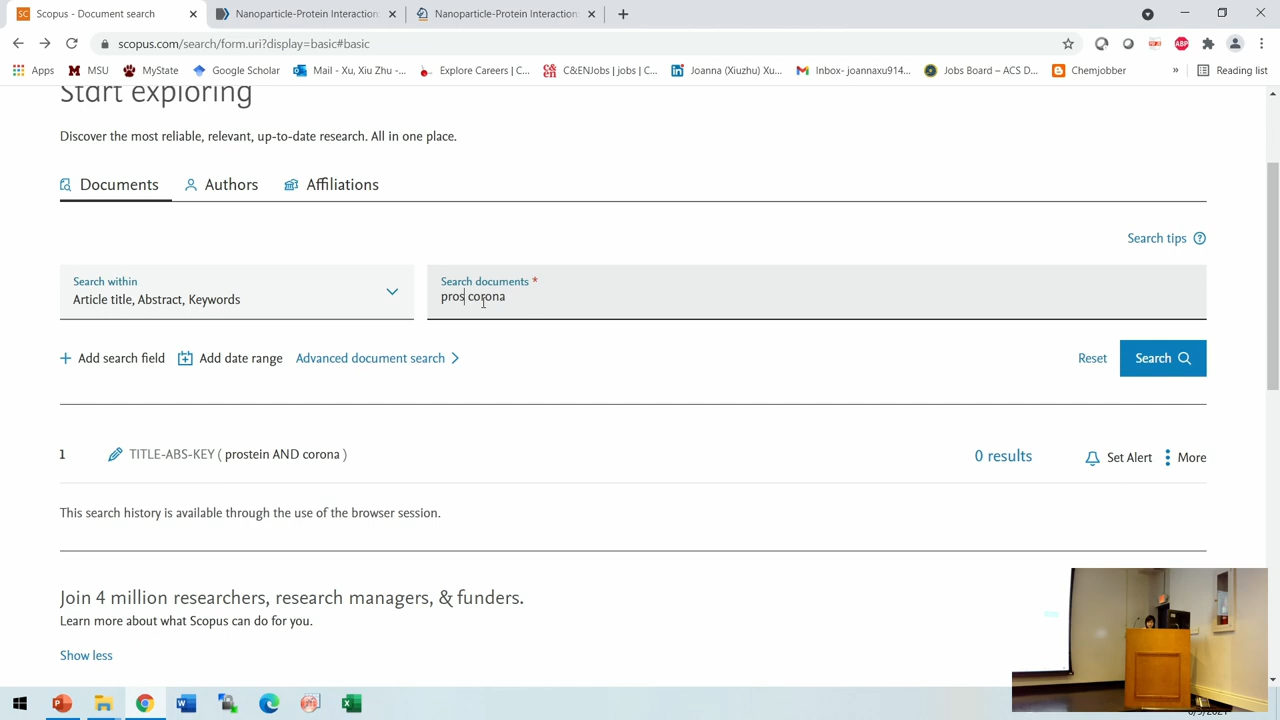 Scopus - Document search
Nanoparticle-Protein Interaction
Nanoparticle-Protein Interaction
scopus.com/search/form.uri?display=basic#basic
ABP
Apps MSU MyState Google Scholar Mail - Xu, Xiu Zhu -... Explore Careers | C... C&ENJobs | jobs | C... Joanna (Xiuzhu) Xu... Inbox- joannaxu914... Jobs Board – ACS D... Chemjobber » Reading list
Start exploring
Discover the most reliable, relevant, up-to-date research. All in one place.
Documents Authors Affiliations
Search tips
Search within
Article title, Abstract, Keywords
Search documents *
pros corona
Add search field Add date range Advanced document search
Reset Search
1 TITLE-ABS-KEY ( prostein AND corona ) 0 results Set Alert More
This search history is available through the use of the browser session.
Join 4 million researchers, research managers, & funders.
Learn more about what Scopus can do for you.
Show less